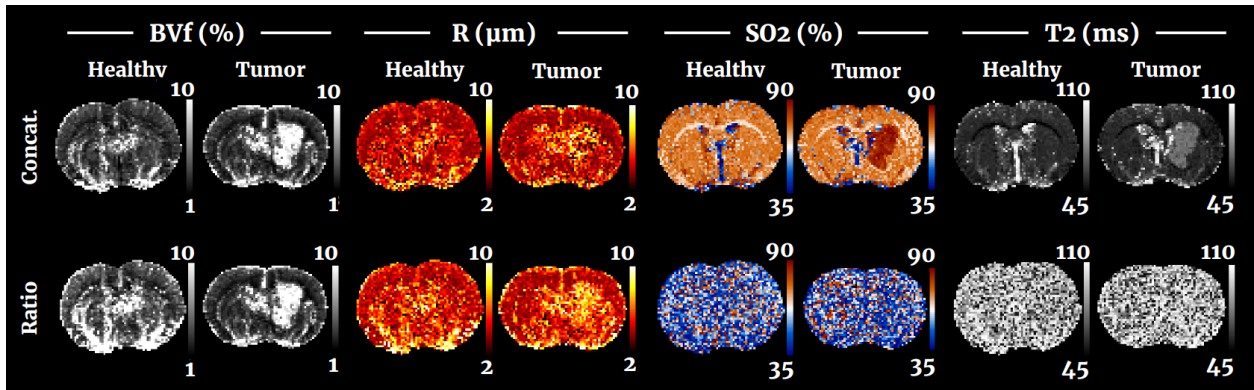 BVf (%) R (µm) SO2 (%) T2 (ms)
Healthy Tumor Healthy Tumor Healthy Tumor Healthy Tumor
10 10 10 10 90 90 110 110
Concat.
1 1 2 2 35 35 45 45
10 10 10 10 90 90 110 110
Ratio
1 1 2 2 35 35 45 45